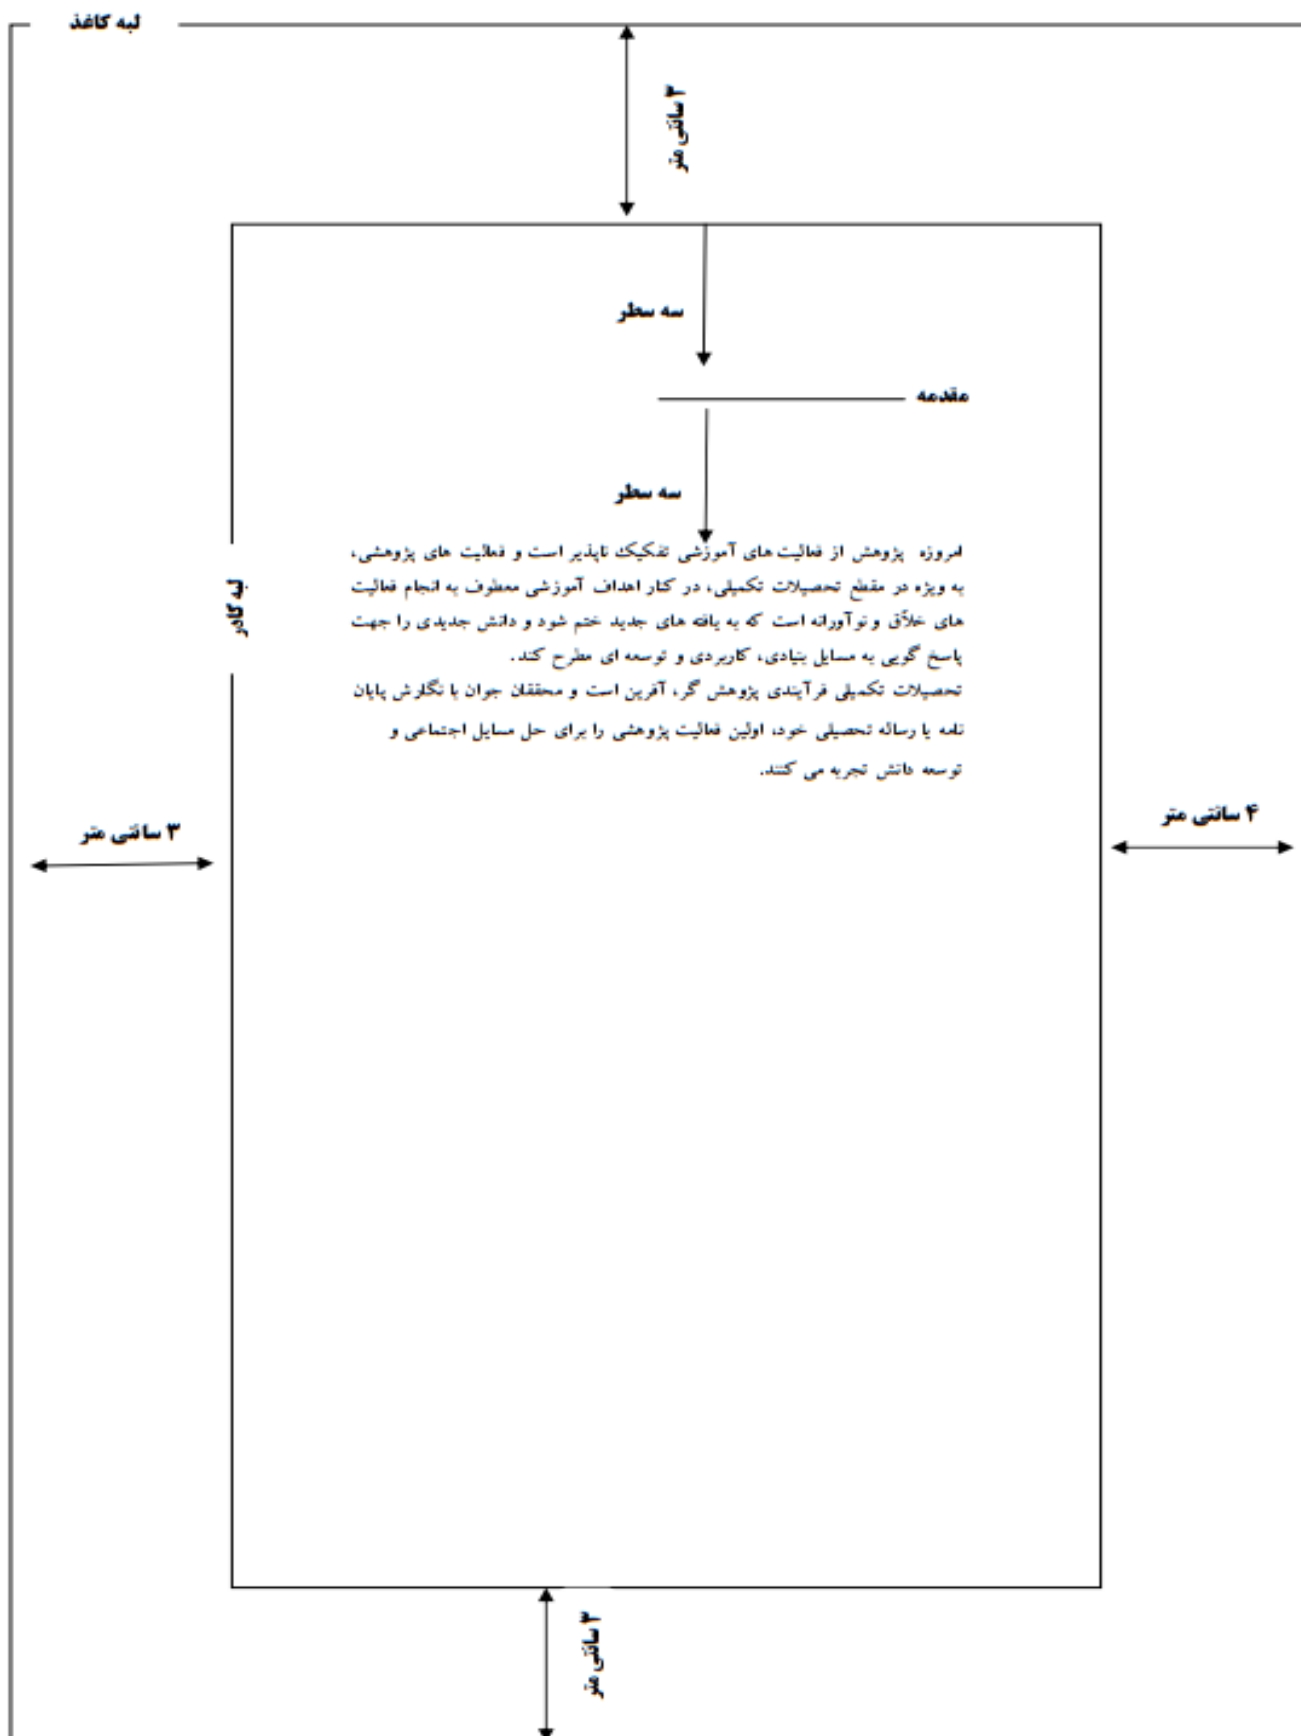 لبه کاغذ
۳ سانتی متر
سه سطر
مقدمه
سه سطر
امروزه پژوهش از فعالیت های آموزشی تفکیک ناپذیر است و فعالیت های پژوهشی،
به ویژه در مقطع تحصیلات تکمیلی، در کنار اهداف آموزشی معطوف به انجام فعالیت
های خلاّق و نوآورانه است که به یافته های جدید ختم شود و دانش جدیدی را جهت
پاسخ گویی به مسایل بنیادی، کاربردی و توسعه ای مطرح کند.
تحصیلات تکمیلی فرآیندی پژوهش گر، آفرین است و محققان جوان با نگارش پایان
نامه یا رساله تحصیلی خود، اولین فعالیت پژوهشی را برای حل مسایل اجتماعی و
توسعه دانش تجربه می کنند.
لبه کادر
۴ سانتی متر
۳ سانتی متر
۳ سانتی متر